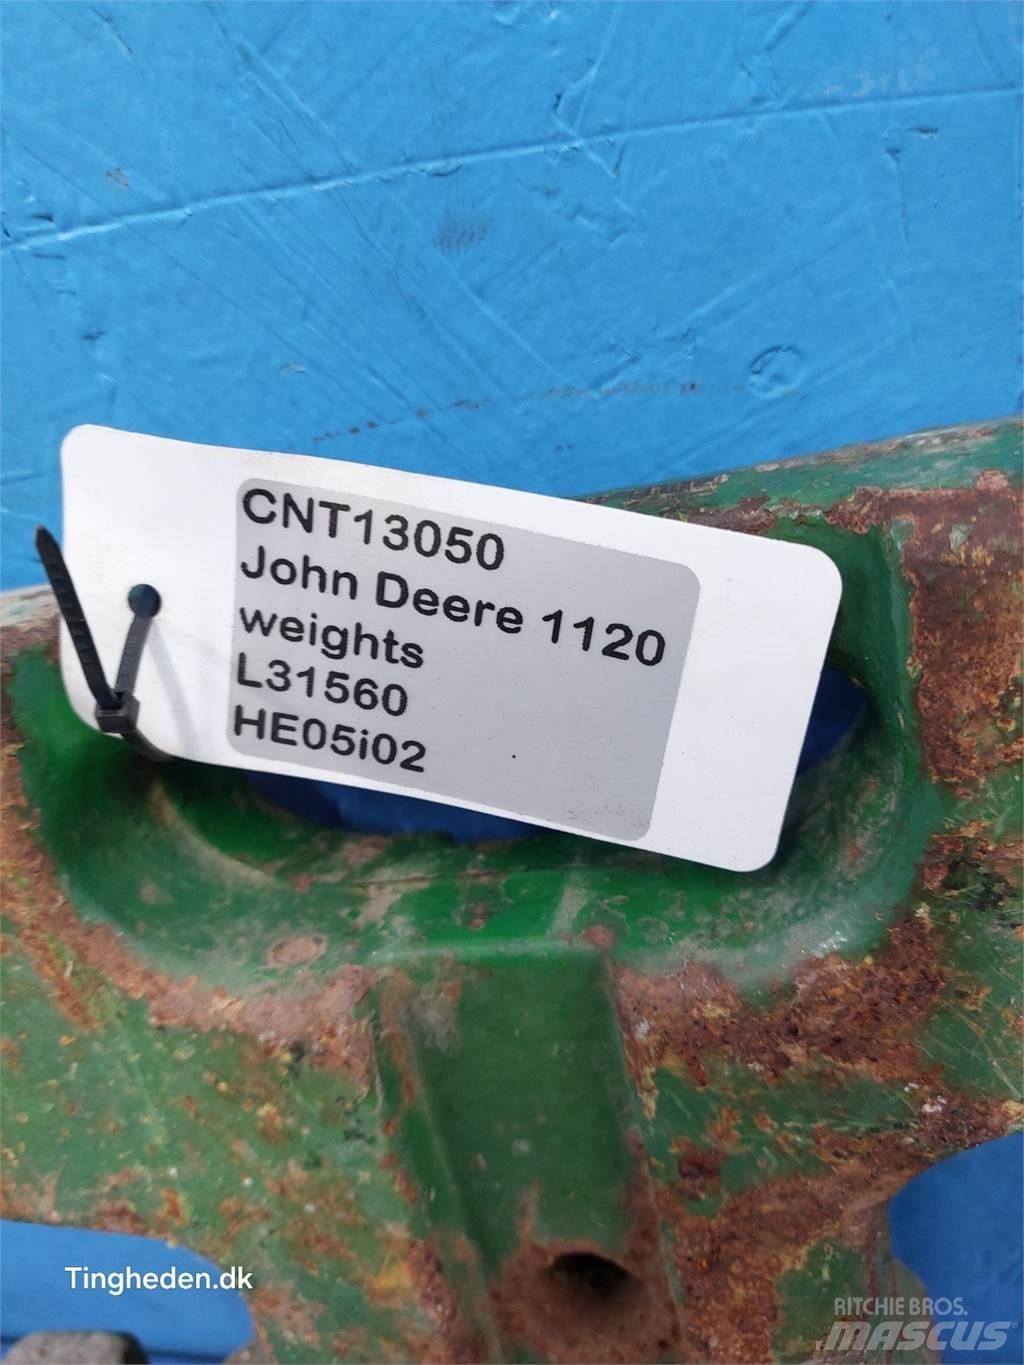 CNT13050
John Deere 1120
weights
L31560
HE05i02
Tingheden.dk
RITCHIE BROS.
MASCUS